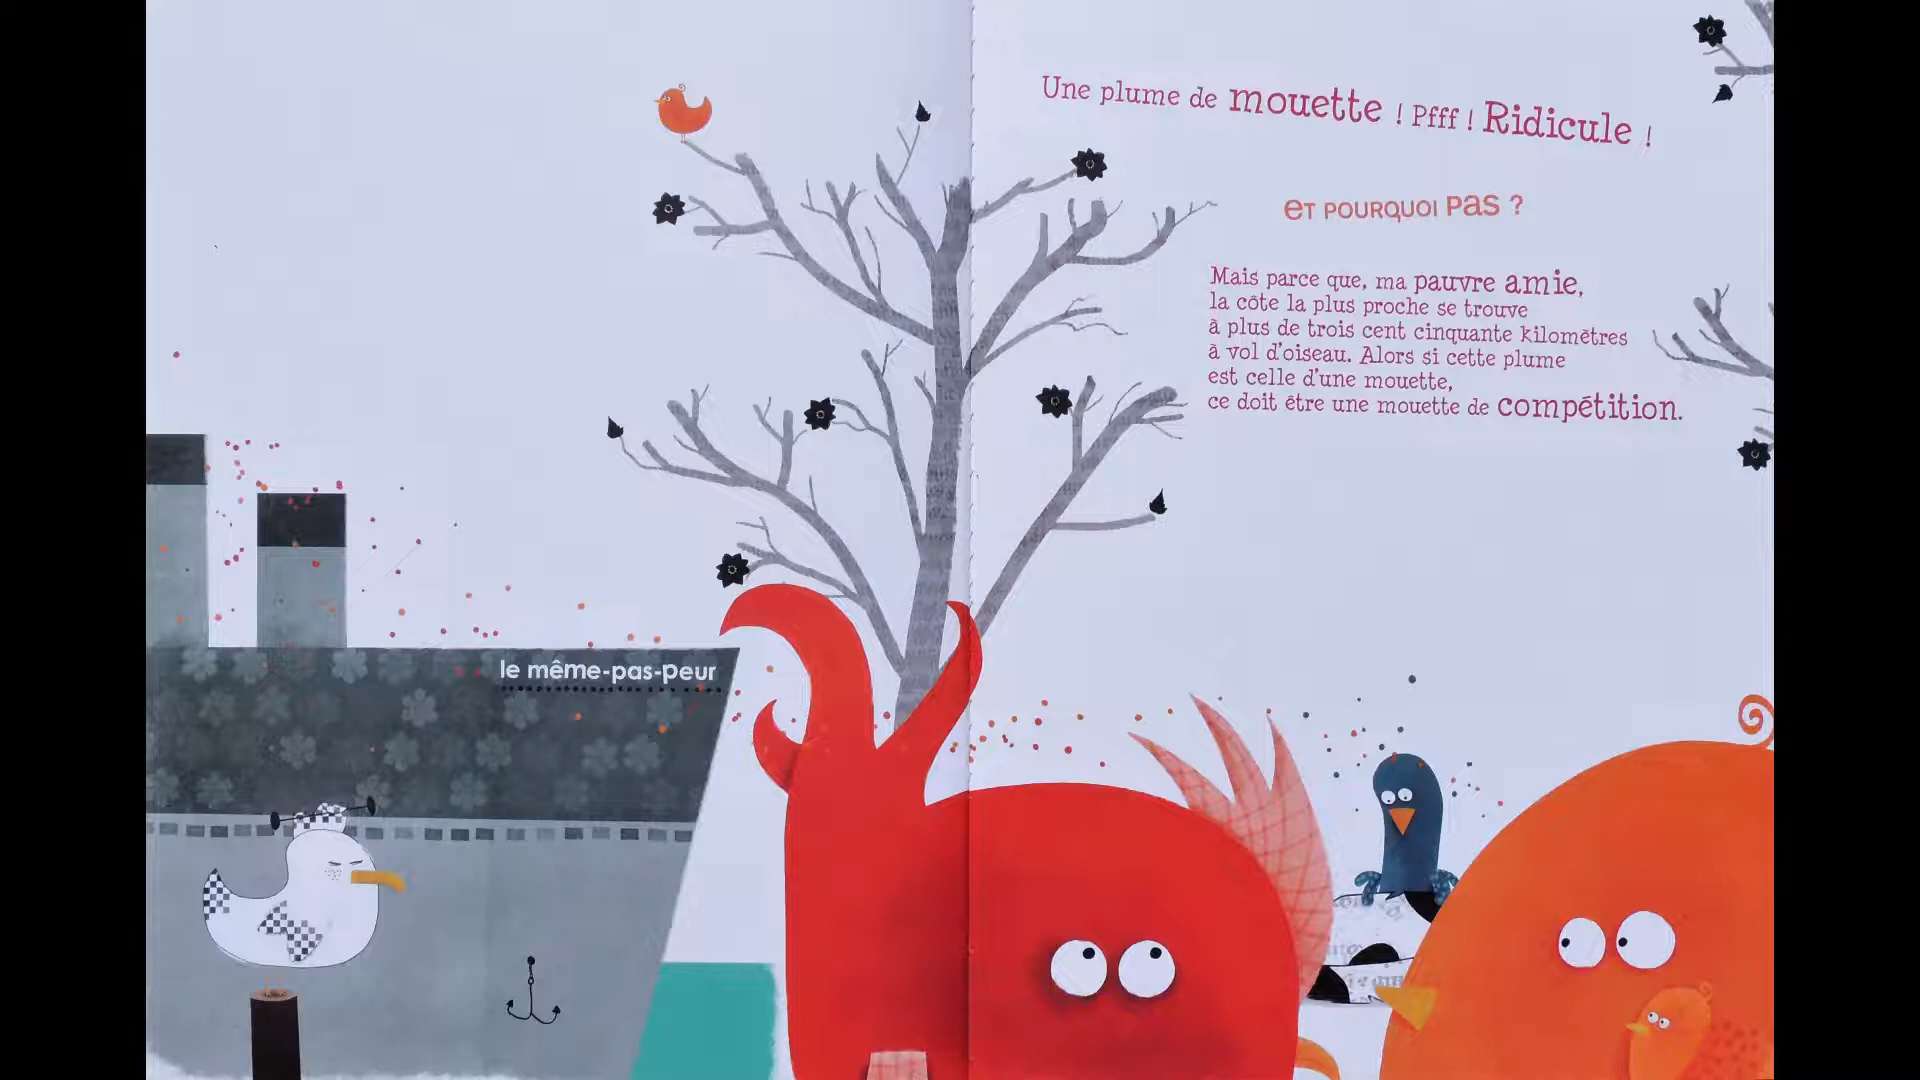 Une plume de mouette ! Pfff ! Ridicule !
et pourquoi pas ?
Mais parce que, ma pauvre amie,
la côte la plus proche se trouve
à plus de trois cent cinquante kilomètres
à vol d'oiseau. Alors si cette plume
est celle d'une mouette,
ce doit être une mouette de compétition.
le même-pas-peur